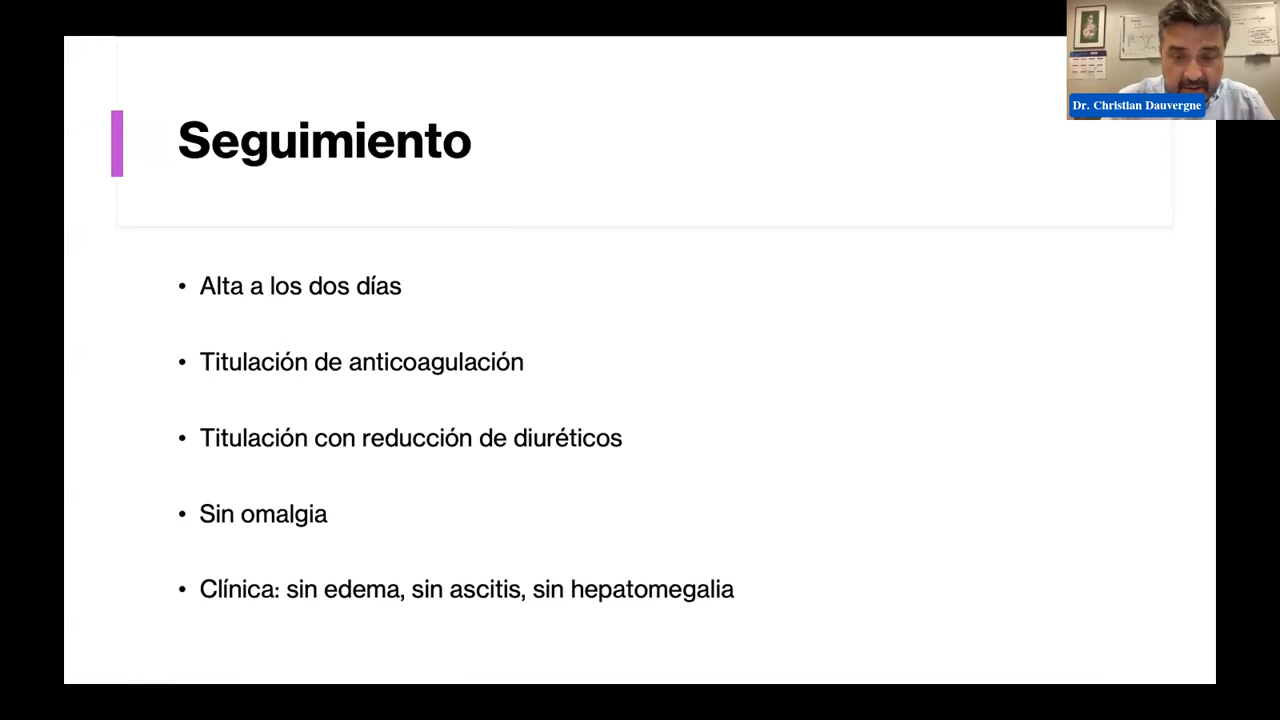 Dr. Christian Dauvergne
Seguimiento
• Alta a los dos días
• Titulación de anticoagulación
• Titulación con reducción de diuréticos
• Sin omalgia
• Clínica: sin edema, sin ascitis, sin hepatomegalia